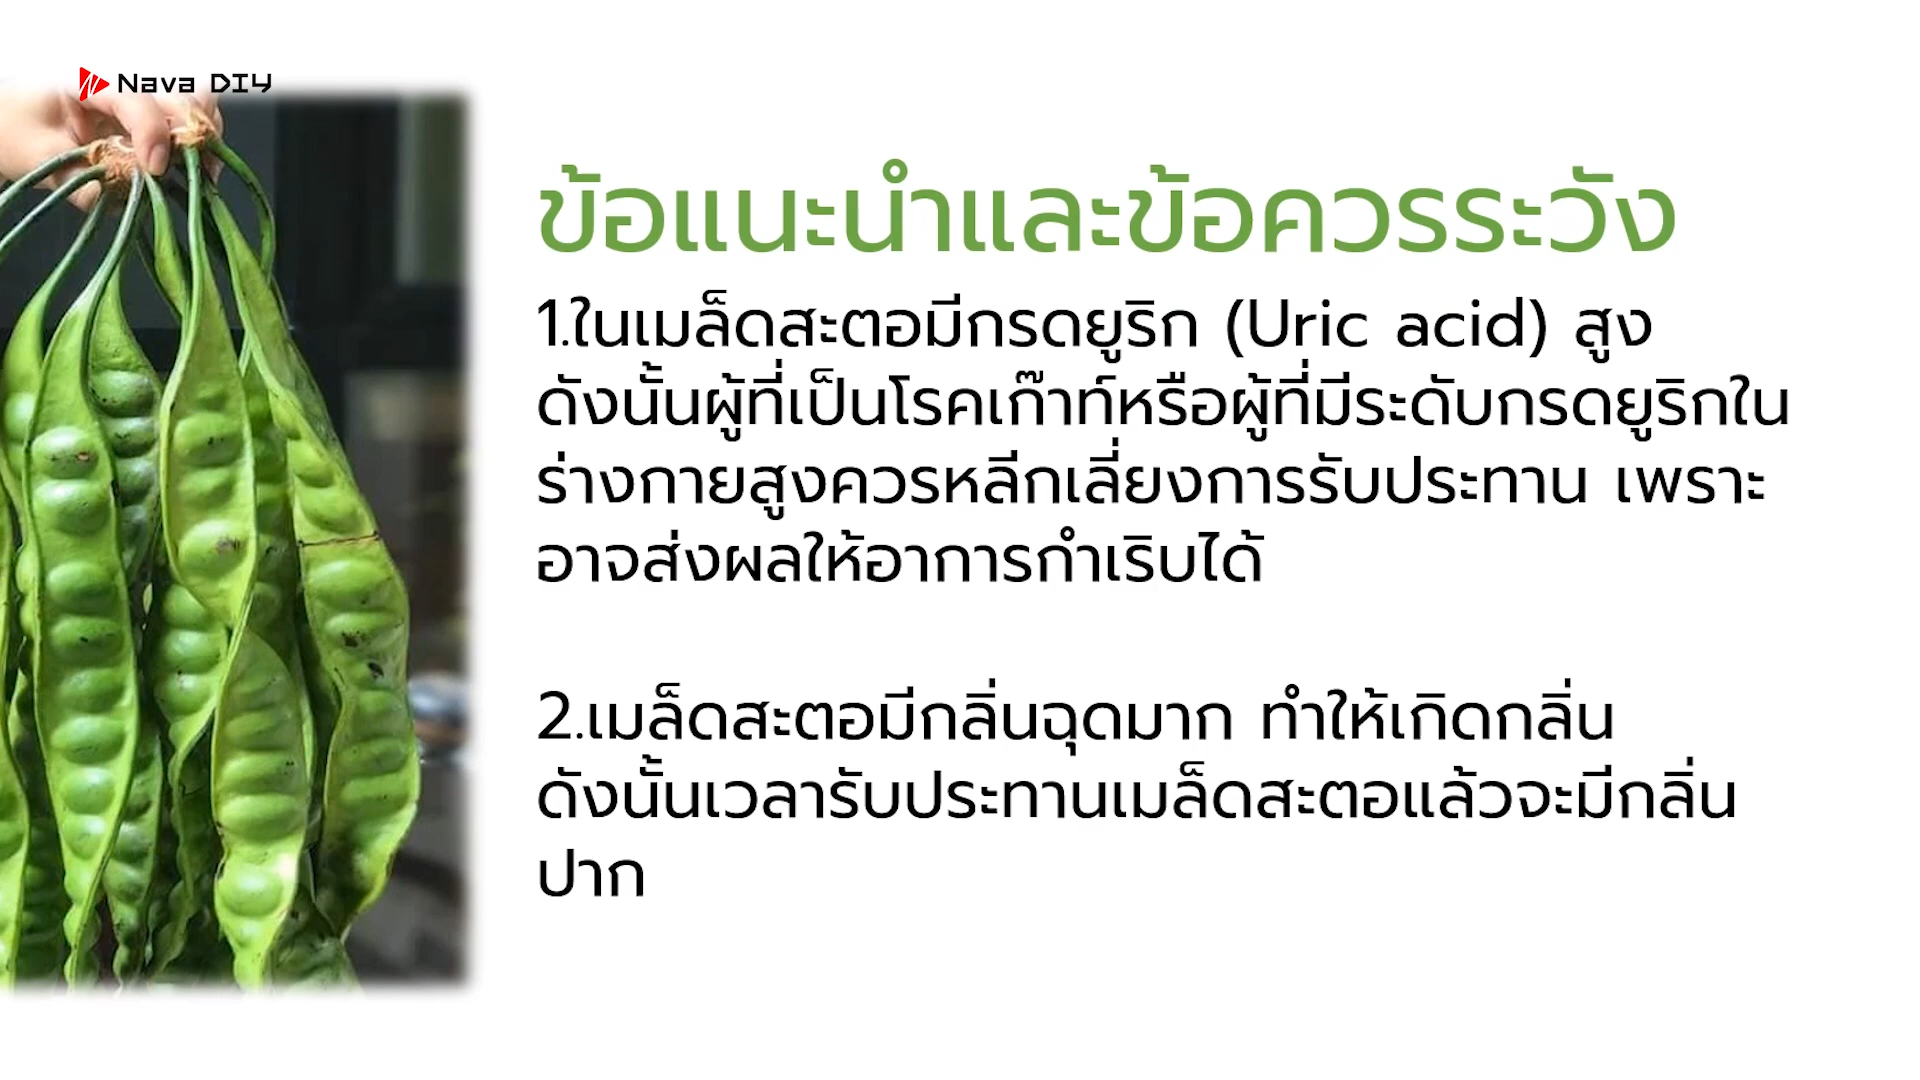 Nava DIY
ข้อแนะนำและข้อควรระวัง
1.ในเมล็ดสะตอมีกรดยูริก (Uric acid) สูง
ดังนั้นผู้ที่เป็นโรคเก๊าท์หรือผู้ที่มีระดับกรดยูริกใน
ร่างกายสูงควรหลีกเลี่ยงการรับประทาน เพราะ
อาจส่งผลให้อาการกำเริบได้
2.เมล็ดสะตอมีกลิ่นฉุดมาก ทำให้เกิดกลิ่น
ดังนั้นเวลารับประทานเมล็ดสะตอแล้วจะมีกลิ่น
ปาก